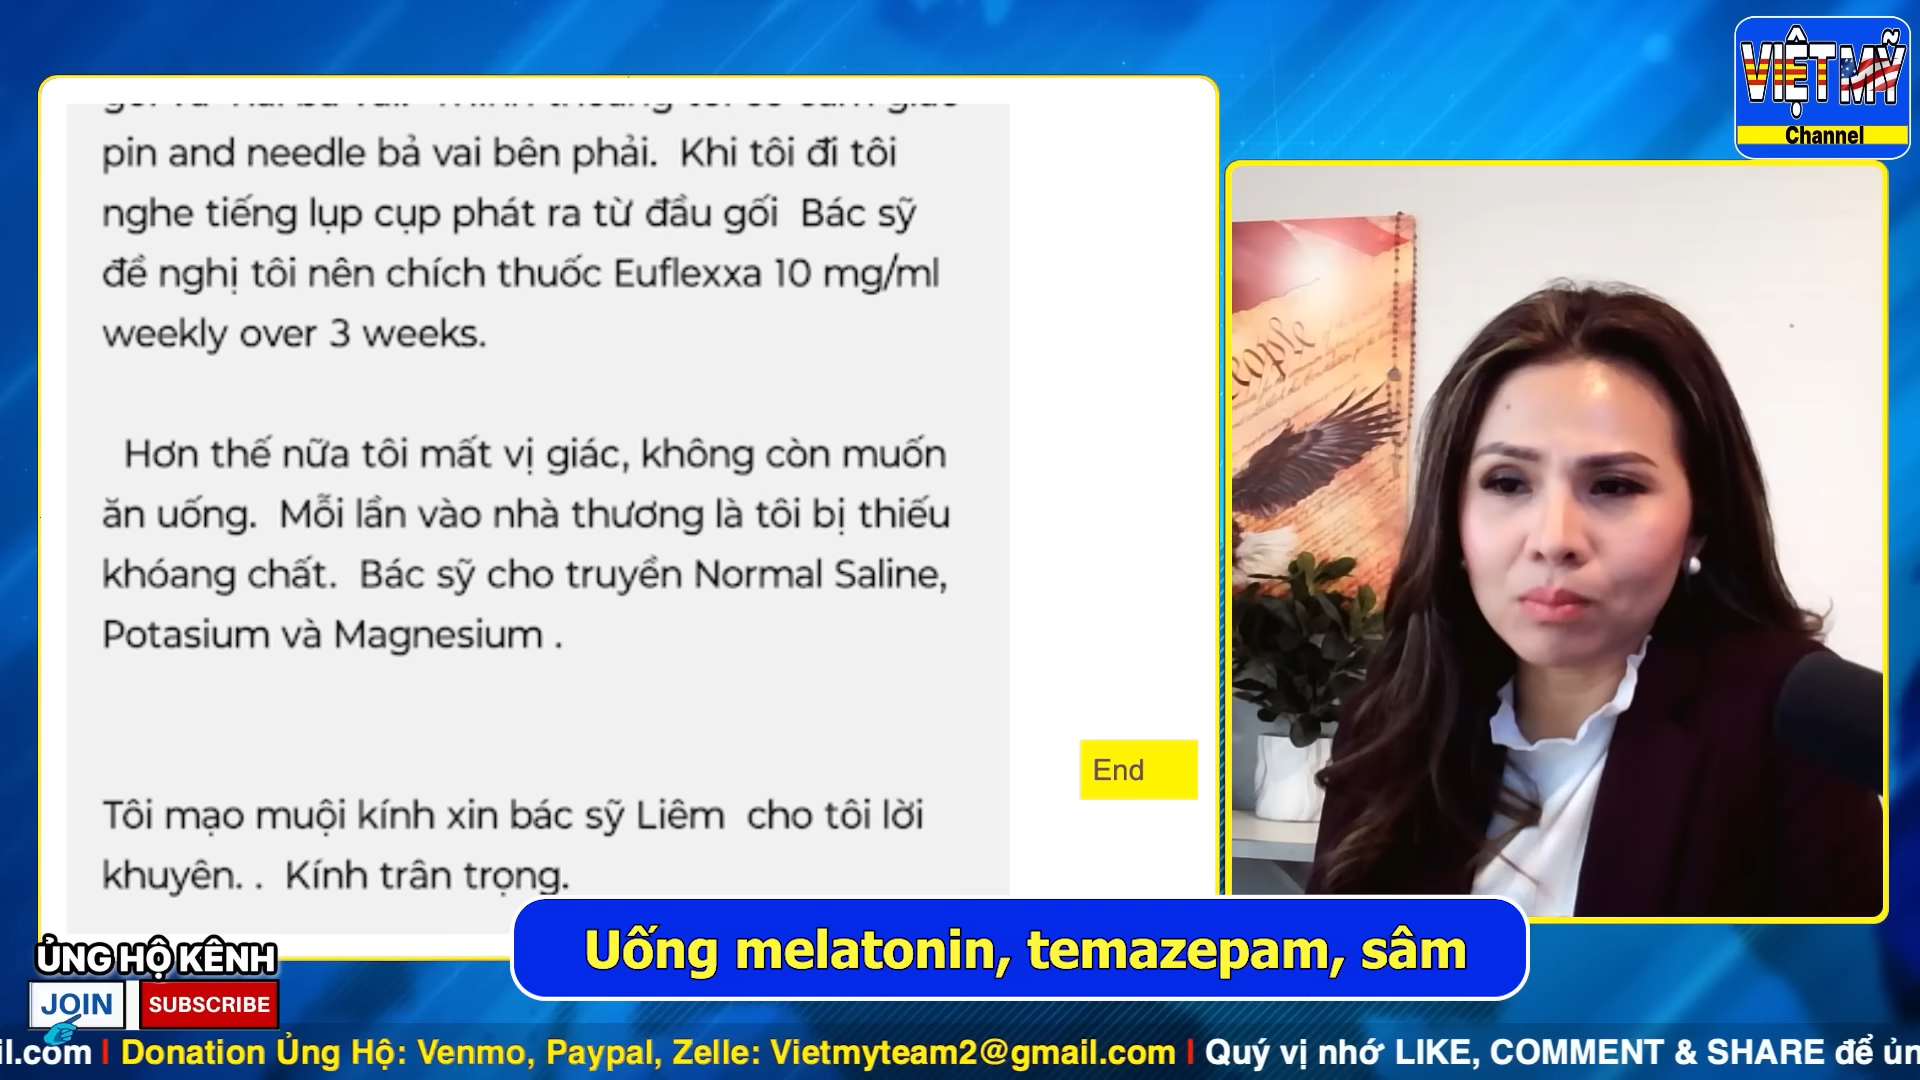 VIỆT MỸ
Channel
pin and needle bả vai bên phải. Khi tôi đi tôi
nghe tiếng lụp cụp phát ra từ đầu gối Bác sỹ
đề nghị tôi nên chích thuốc Euflexxa 10 mg/ml
weekly over 3 weeks.
Hơn thế nữa tôi mất vị giác, không còn muốn
ăn uống. Mỗi lần vào nhà thương là tôi bị thiếu
khóang chất. Bác sỹ cho truyền Normal Saline,
Potasium và Magnesium .
Tôi mạo muội kính xin bác sỹ Liêm cho tôi lời
khuyên. . Kính trân trọng.
End
eople
Uống melatonin, temazepam, sâm
ỦNG HỘ KÊNH
JOIN
SUBSCRIBE
il.com | Donation Ủng Hộ: Venmo, Paypal, Zelle: Vietmyteam2@gmail.com | Quý vị nhớ LIKE, COMMENT & SHARE để ủn